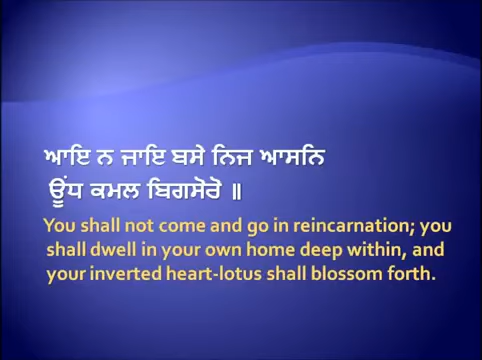 ਆਇ ਨ ਜਾਇ ਬਸੇ ਨਿਜ ਆਸਨਿ
ਊਂਧ ਕਮਲ ਬਿਗਸੋਰੋ ॥
You shall not come and go in reincarnation; you
shall dwell in your own home deep within, and
your inverted heart-lotus shall blossom forth.